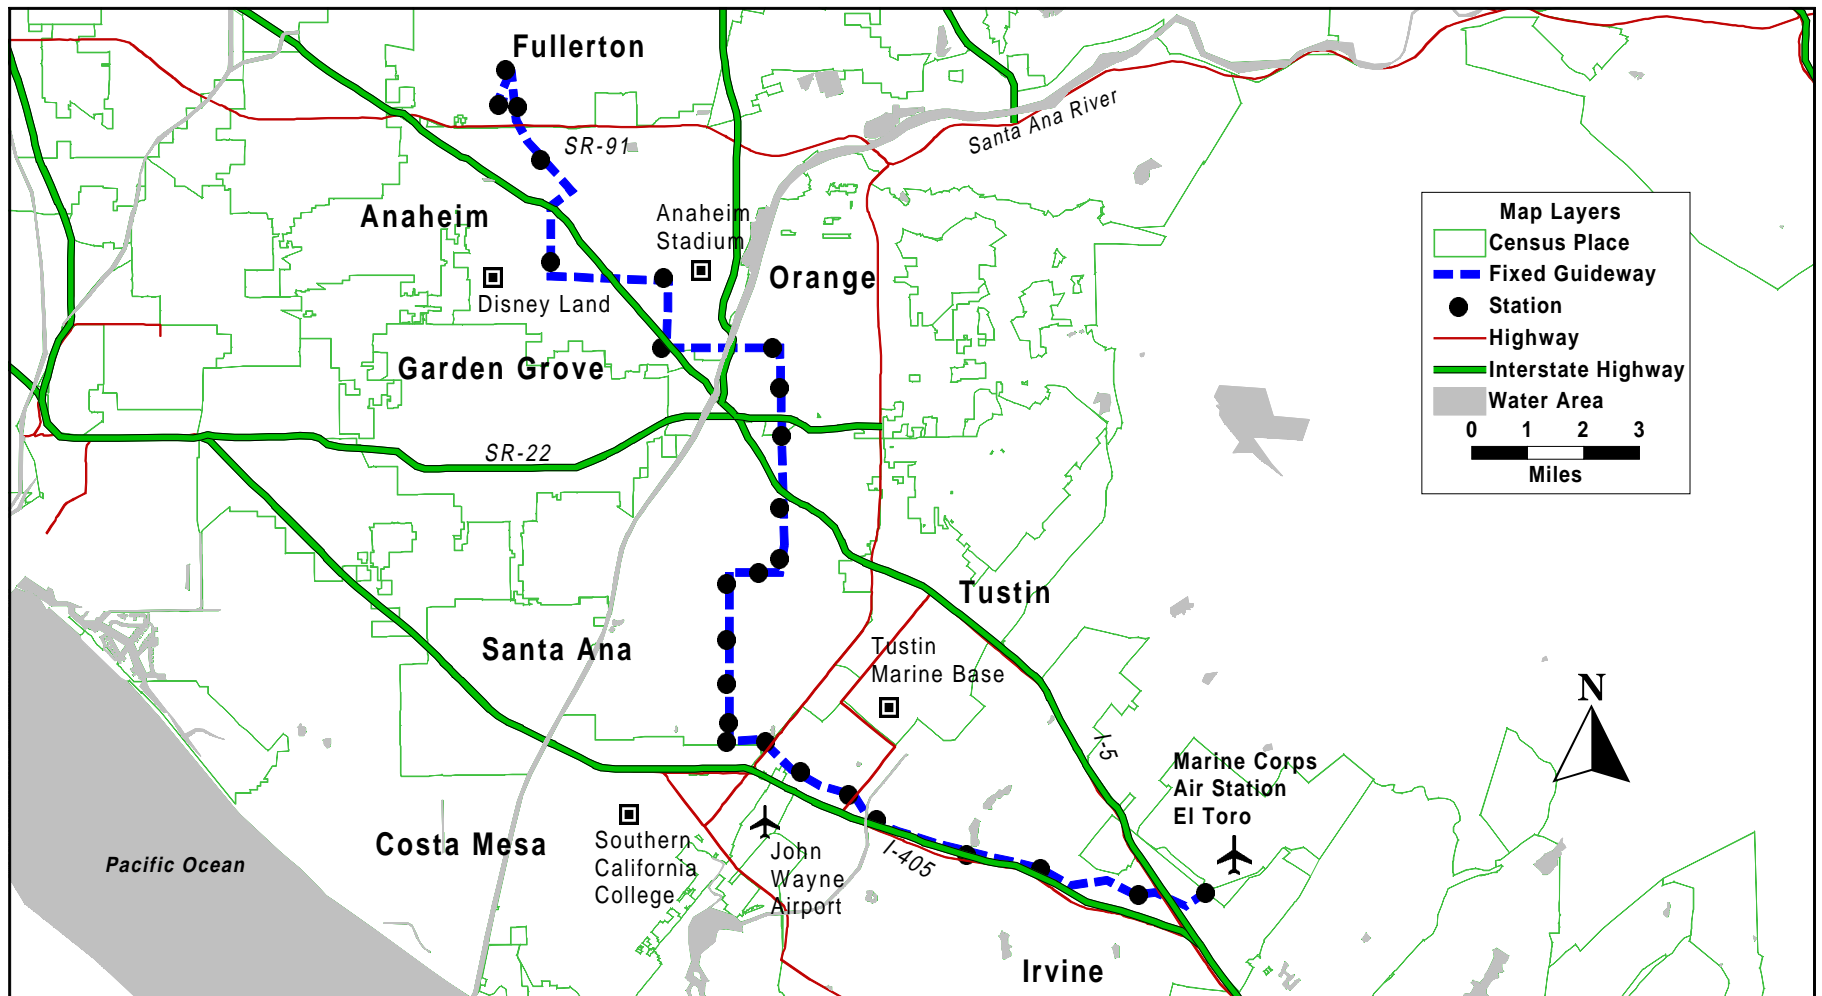 Fullerton
SR-91
Santa Ana River
Anaheim
Anaheim
Stadium
Orange
Disney Land
Garden Grove
SR-22
Map Layers
Census Place
Fixed Guideway
Station
Highway
Interstate Highway
Water Area
0 1 2 3
Miles
Tustin
Santa Ana
Tustin
Marine Base
N
I-5
Marine Corps
Air Station
El Toro
Costa Mesa
Southern
California
College
John
Wayne
Airport
I-405
Pacific Ocean
Irvine